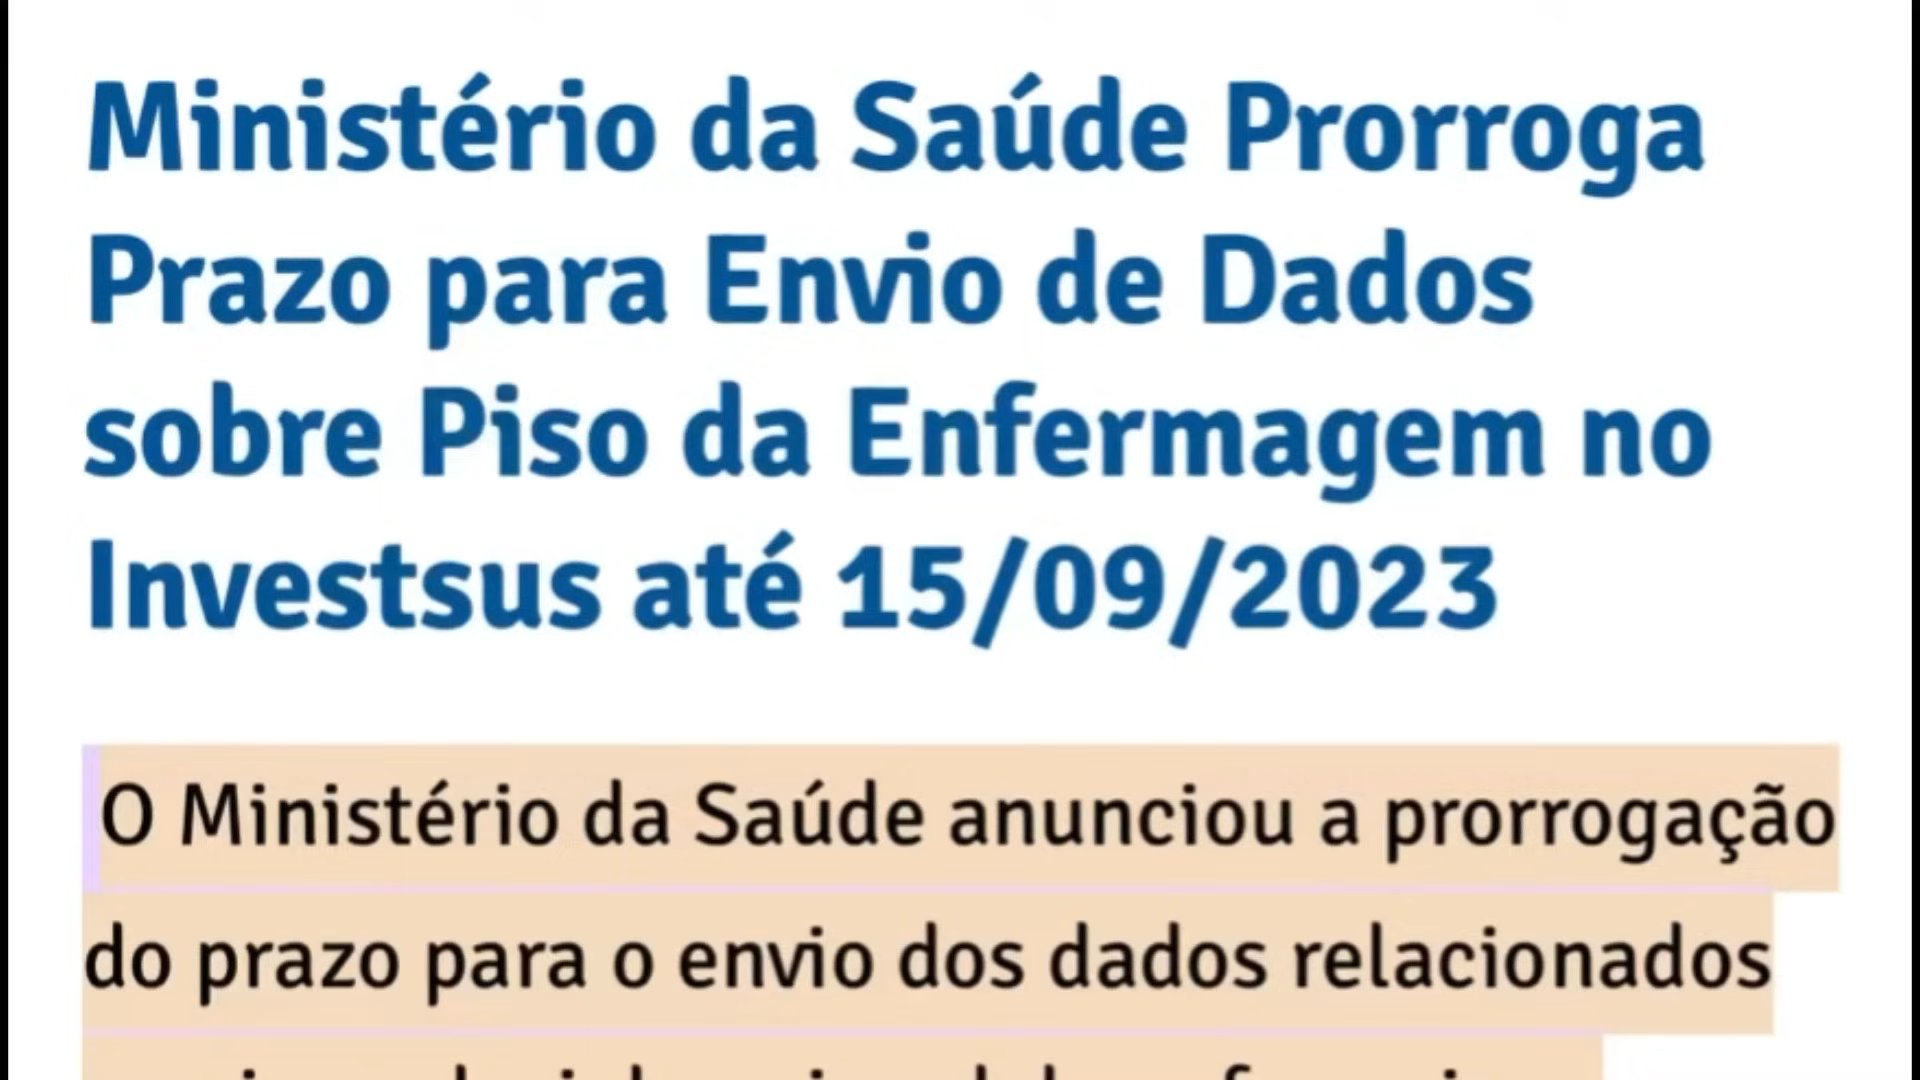 Ministério da Saúde Prorroga
Prazo para Envio de Dados
sobre Piso da Enfermagem no
Investsus até 15/09/2023
O Ministério da Saúde anunciou a prorrogação
do prazo para o envio dos dados relacionados